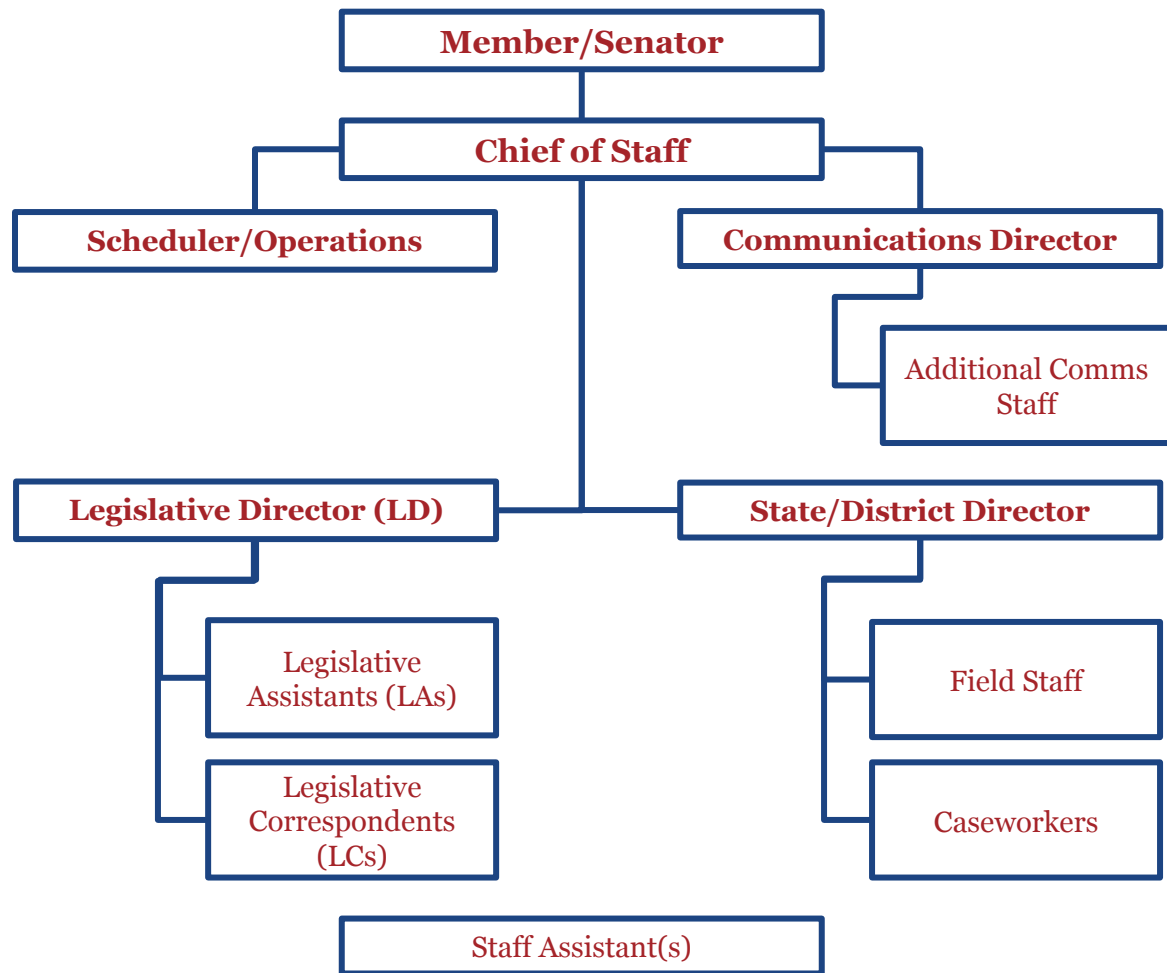 Member/Senator
Chief of Staff
Scheduler/Operations
Communications Director
Additional Comms
Staff
Legislative Director (LD)
State/District Director
Legislative
Assistants (LAs)
Field Staff
Legislative
Correspondents
(LCs)
Caseworkers
Staff Assistant(s)